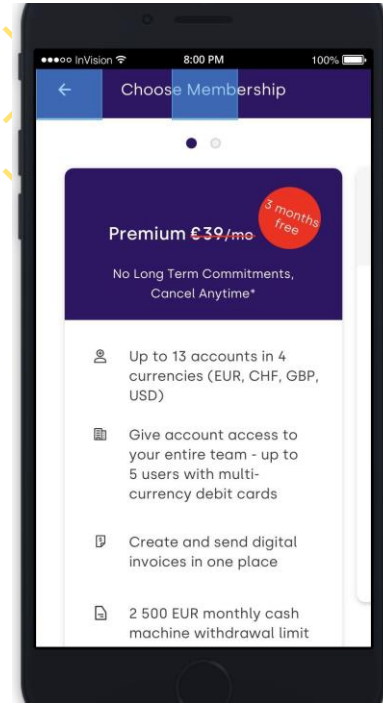 InVision
8:00 PM
100%
Choose Membership
3 months
free
Premium €39/mo
No Long Term Commitments,
Cancel Anytime*
Up to 13 accounts in 4
currencies (EUR, CHF, GBP,
USD)
Give account access to
your entire team - up to
5 users with multi-
currency debit cards
Create and send digital
invoices in one place
2 500 EUR monthly cash
machine withdrawal limit